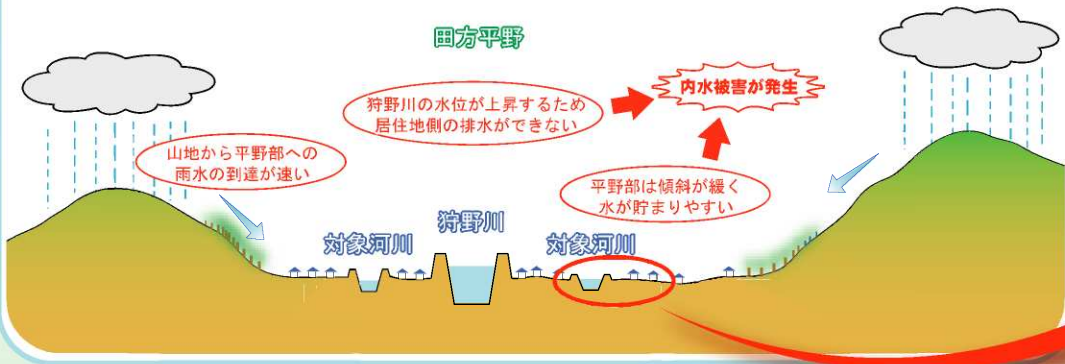 田方平野
狩野川の水位が上昇するため
居住地側の排水ができない
内水被害が発生
山地から平野部への
雨水の到達が速い
平野部は傾斜が緩く
水が貯まりやすい
対象河川
狩野川
対象河川